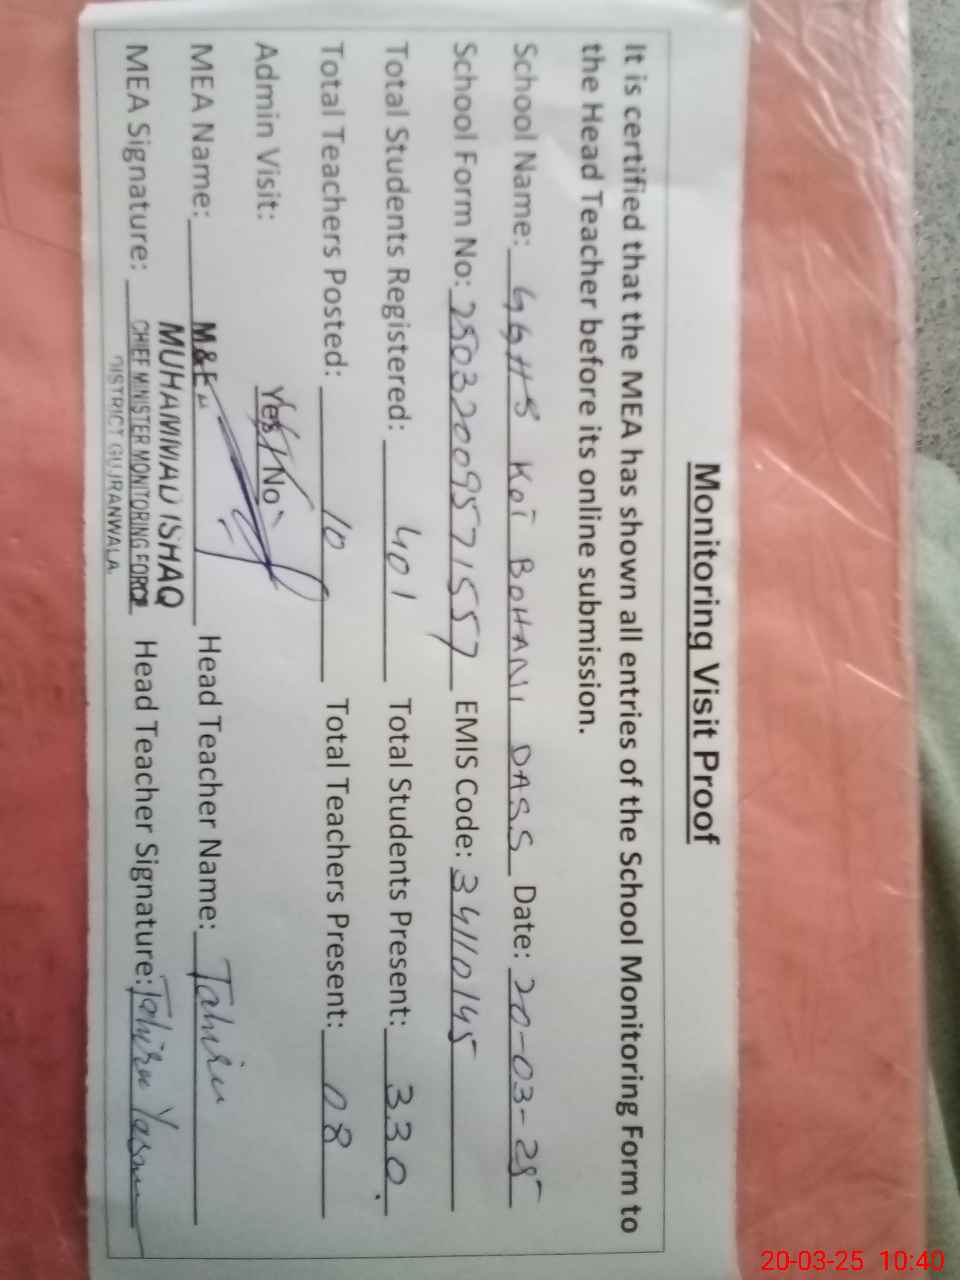 Monitoring Visit Proof
It is certified that the MEA has shown all entries of the School Monitoring Form to
the Head Teacher before its online submission.
School Name: GGHS KOT BOHANI DASS Date: 20-03-25
School Form No: 25032009571557 EMIS Code: 34110145
Total Students Registered: 401 Total Students Present: 330.
Total Teachers Posted: 10 Total Teachers Present: 08
Admin Visit: Yes / No
MEA Name: M&E Head Teacher Name: Tahira
MUHAMMAD ISHAQ
MEA Signature: CHIEF MINISTER MONITORING FORCE Head Teacher Signature: Tahira
DISTRICT GUJRANWALA.
20-03-25 10:40